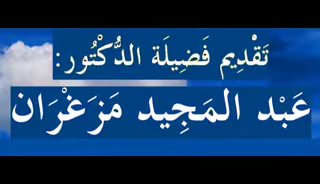 تَقْدِيم فَضِيلَة الدُّكْتُور:
عَبْد المَجِيد مَزَغْرَان